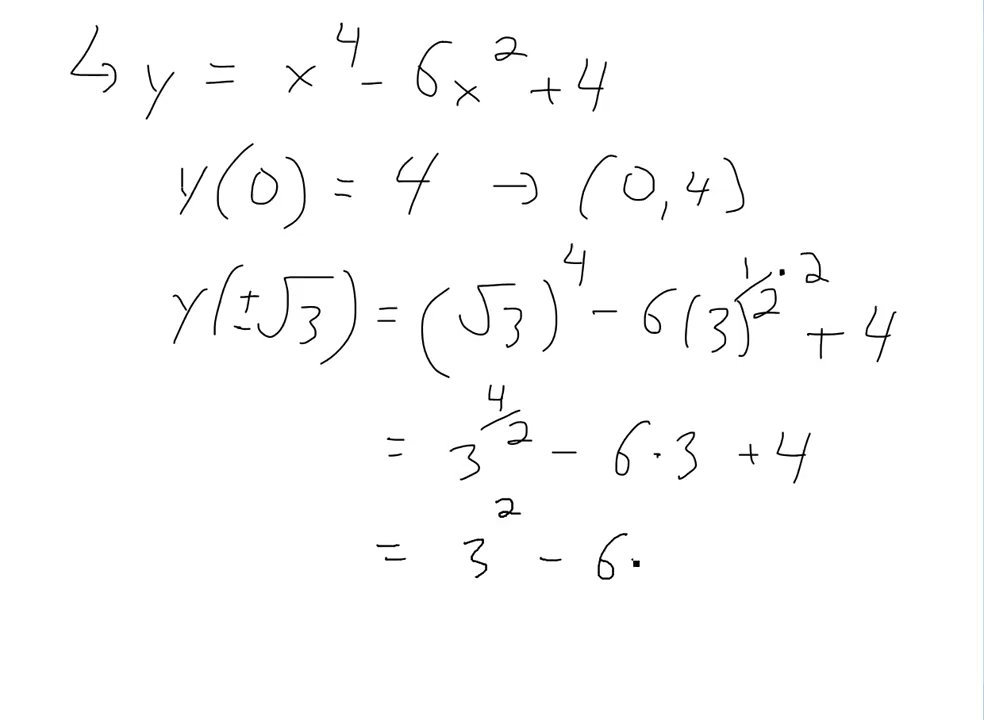 ↳ y = x⁴ - 6x² + 4
y(0) = 4 → (0,4)
y(±√3) = (√3)⁴ - 6(3)^(1/2 · 2) + 4
= 3^(4/2) - 6·3 + 4
= 3² - 6·